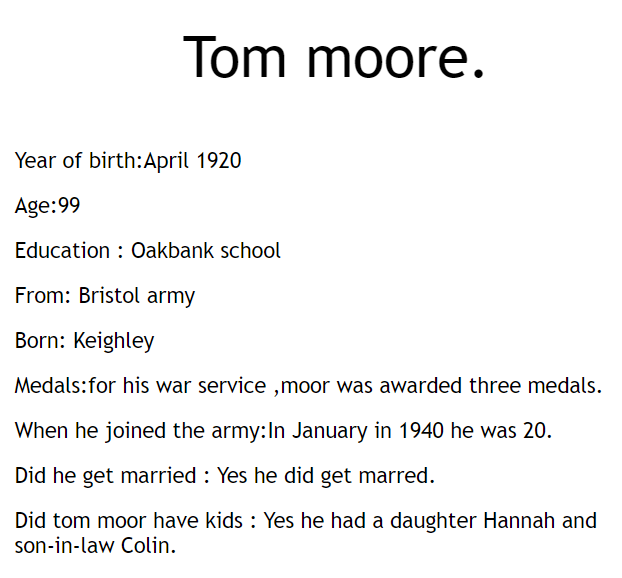 Tom moore.
Year of birth:April 1920
Age:99
Education : Oakbank school
From: Bristol army
Born: Keighley
Medals:for his war service ,moor was awarded three medals.
When he joined the army:In January in 1940 he was 20.
Did he get married : Yes he did get marred.
Did tom moor have kids : Yes he had a daughter Hannah and
son-in-law Colin.